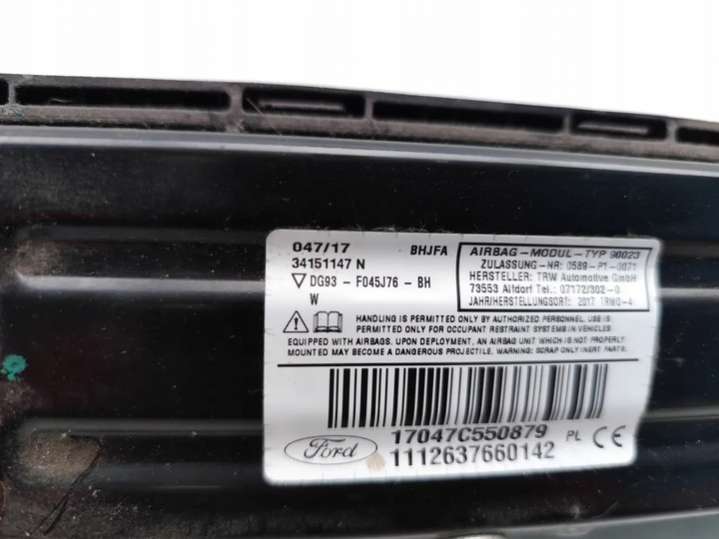 047/17 BHJFA
34151147 N
DG93 - F045J76 - BH
W
AIRBAG-MODUL-TYP 90023
ZULASSUNG-NR: 0589-P1-0071
HERSTELLER: TRW Automotive GmbH
73553 Alfdorf Tel.: 07172/302-0
JAHR/HERSTELLUNGSORT: 2017 TRWO-4
HANDLING IS PERMITTED ONLY BY AUTHORIZED PERSONNEL. USE IS
PERMITTED ONLY FOR OCCUPANT RESTRAINT SYSTEMS IN VEHICLES
EQUIPPED WITH AIRBAGS. UPON DEPLOYMENT, AN AIRBAG UNIT WHICH IS NOT PROPERLY
MOUNTED MAY BECOME A DANGEROUS PROJECTILE, WARNING: SCRAP ONLY INERT PARTS.
17047C550879 PL CE
Ford 1112637660142